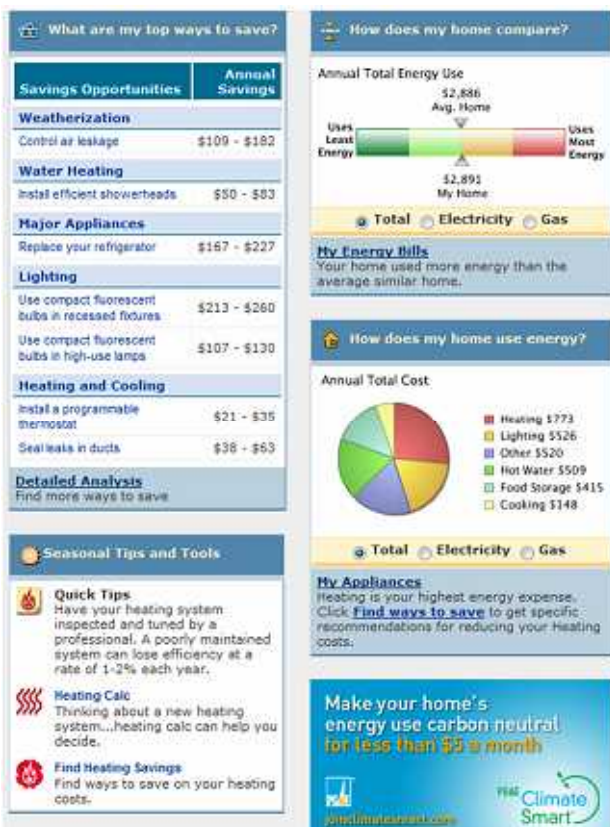 What are my top ways to save?
Savings Opportunities
Annual
Savings
Weatherization
Control air leakage $109 - $182
Water Heating
Install efficient showerheads $50 - $83
Major Appliances
Replace your refrigerator $167 - $227
Lighting
Use compact fluorescent
bulbs in recessed fixtures
$213 - $260
Use compact fluorescent
bulbs in high-use lamps
$107 - $130
Heating and Cooling
Install a programmable
thermostat
$21 - $35
Seal leaks in ducts $38 - $63
Detailed Analysis
Find more ways to save
Seasonal Tips and Tools
Quick Tips
Have your heating system
inspected and tuned by a
professional. A poorly maintained
system can lose efficiency at a
rate of 1-2% each year.
Heating Calc
Thinking about a new heating
system...heating calc can help you
decide.
Find Heating Savings
Find ways to save on your heating
costs.
How does my home compare?
Annual Total Energy Use
$2,886
Avg. Home
Uses
Least
Energy
Uses
Most
Energy
$2,891
My Home
Total Electricity Gas
My Energy Bills
Your home used more energy than the
average similar home.
How does my home use energy?
Annual Total Cost
Heating $773
Lighting $526
Other $520
Hot Water $509
Food Storage $415
Cooking $148
Total Electricity Gas
My Appliances
Heating is your highest energy expense.
Click Find ways to save to get specific
recommendations for reducing your Heating
costs.
Make your home's
energy use carbon neutral
for less than $5 a month
joinclimatesmart.com
Climate
Smart